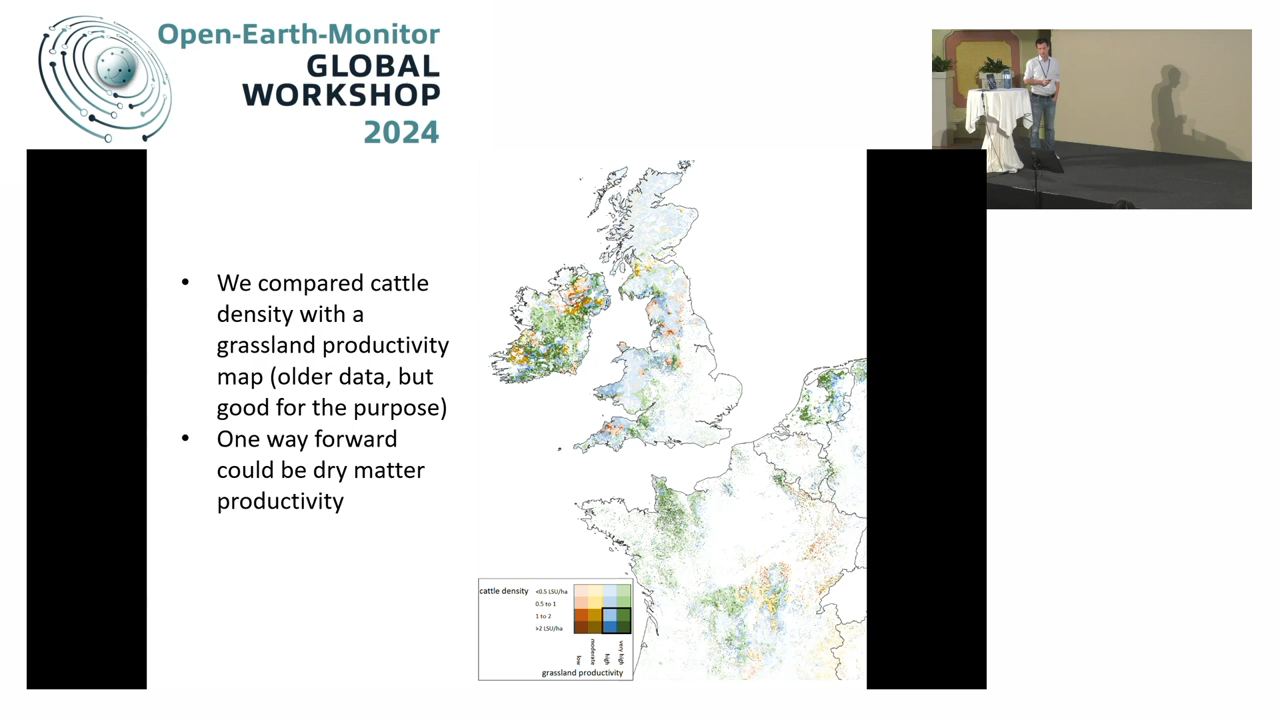 Open-Earth-Monitor
GLOBAL
WORKSHOP
2024
• We compared cattle
density with a
grassland productivity
map (older data, but
good for the purpose)
• One way forward
could be dry matter
productivity
cattle density
<0.5 LSU/ha
0.5 to 1
1 to 2
>2 LSU/ha
low
moderate
high
very high
grassland productivity